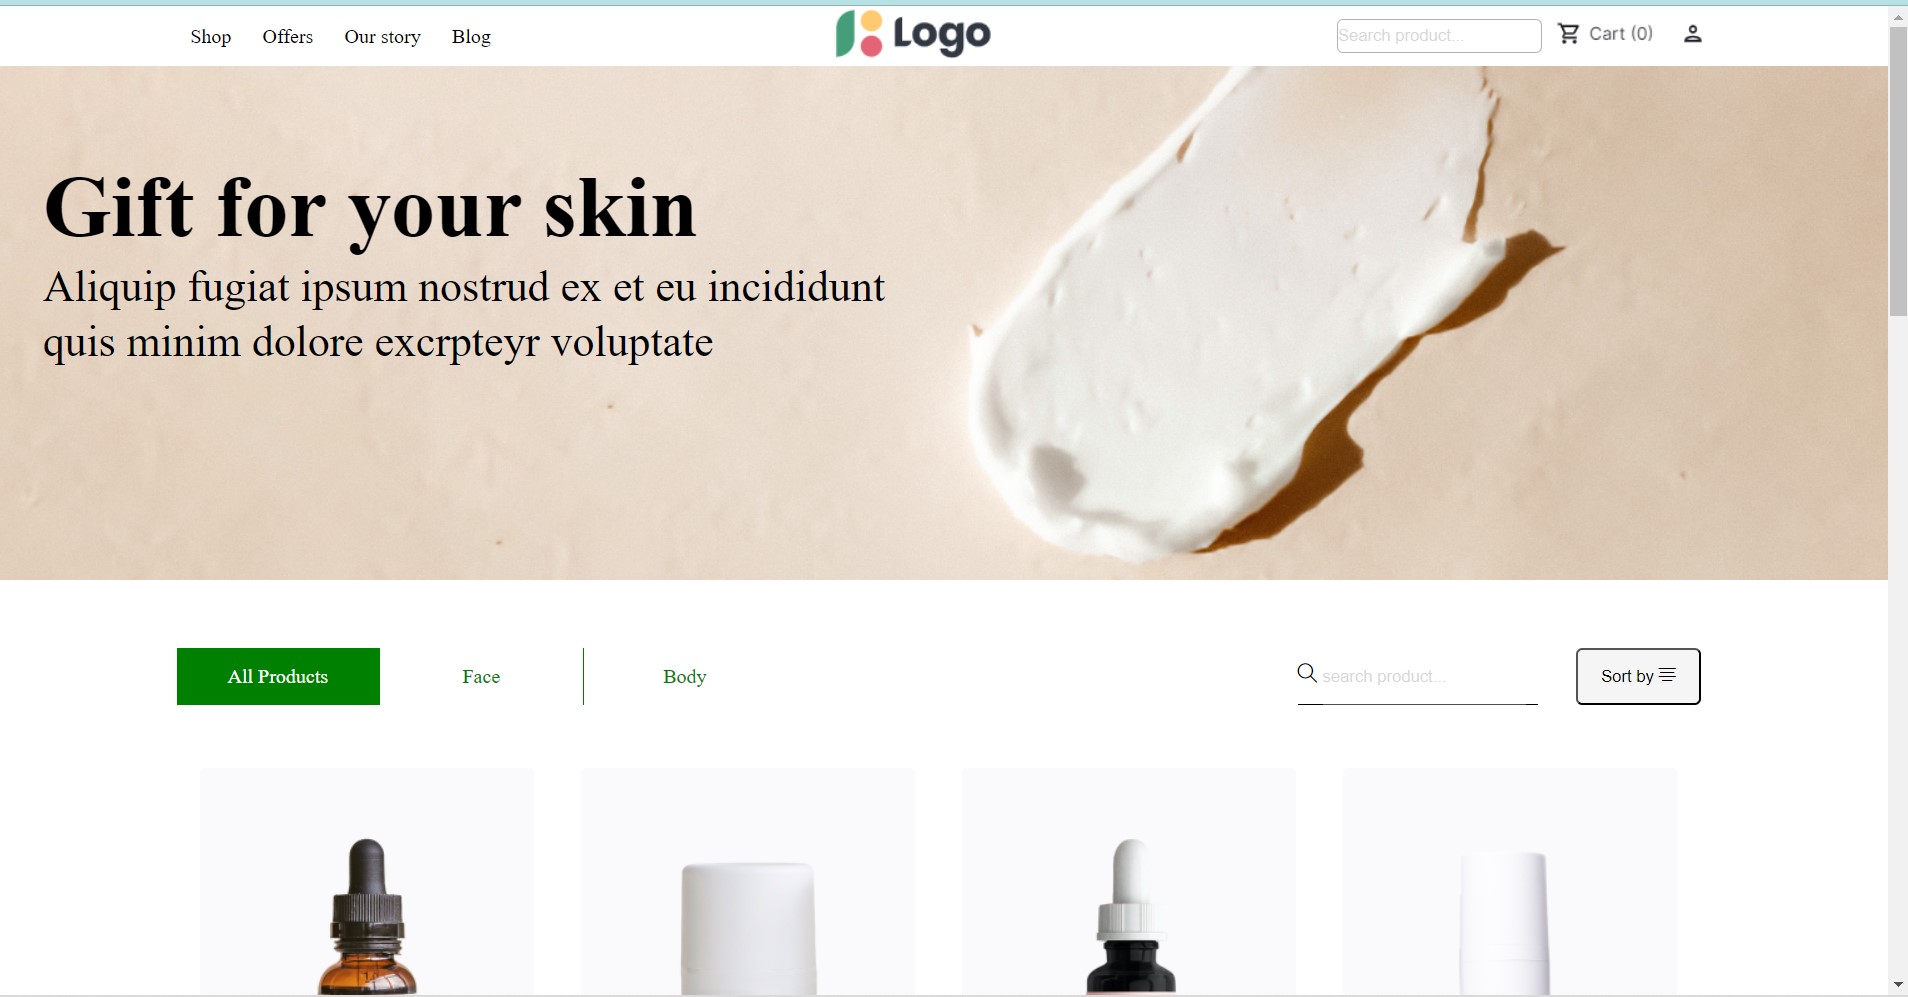 Shop Offers Our story Blog
Logo
Search product...
Cart (0)
Gift for your skin
Aliquip fugiat ipsum nostrud ex et eu incididunt
quis minim dolore excrpteyr voluptate
All Products Face Body
search product...
Sort by